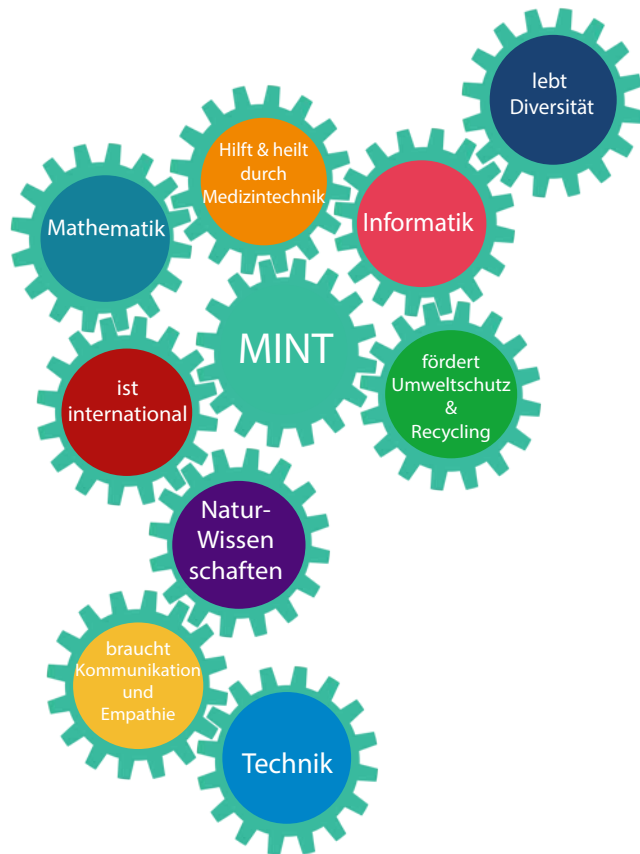 lebt
Diversität
Hilft & heilt
durch
Medizintechnik
Mathematik
Informatik
MINT
fördert
Umweltschutz
&
Recycling
ist
international
Natur-
Wissen
schaften
braucht
Kommunikation
und
Empathie
Technik